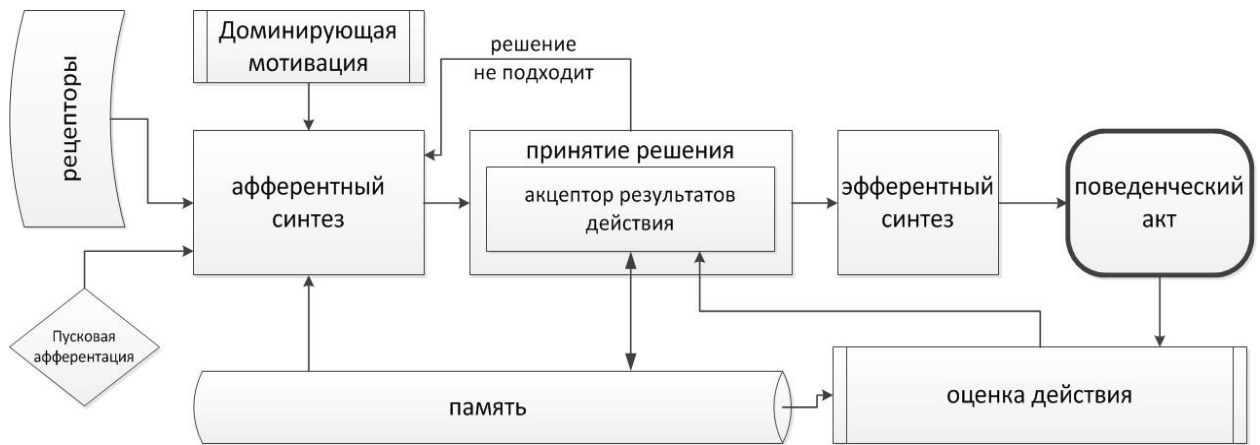 рецепторы
Доминирующая
мотивация
решение
не подходит
афферентный
синтез
принятие решения
акцептор результатов
действия
эфферентный
синтез
поведенческий
акт
Пусковая
афферентация
память
оценка действия